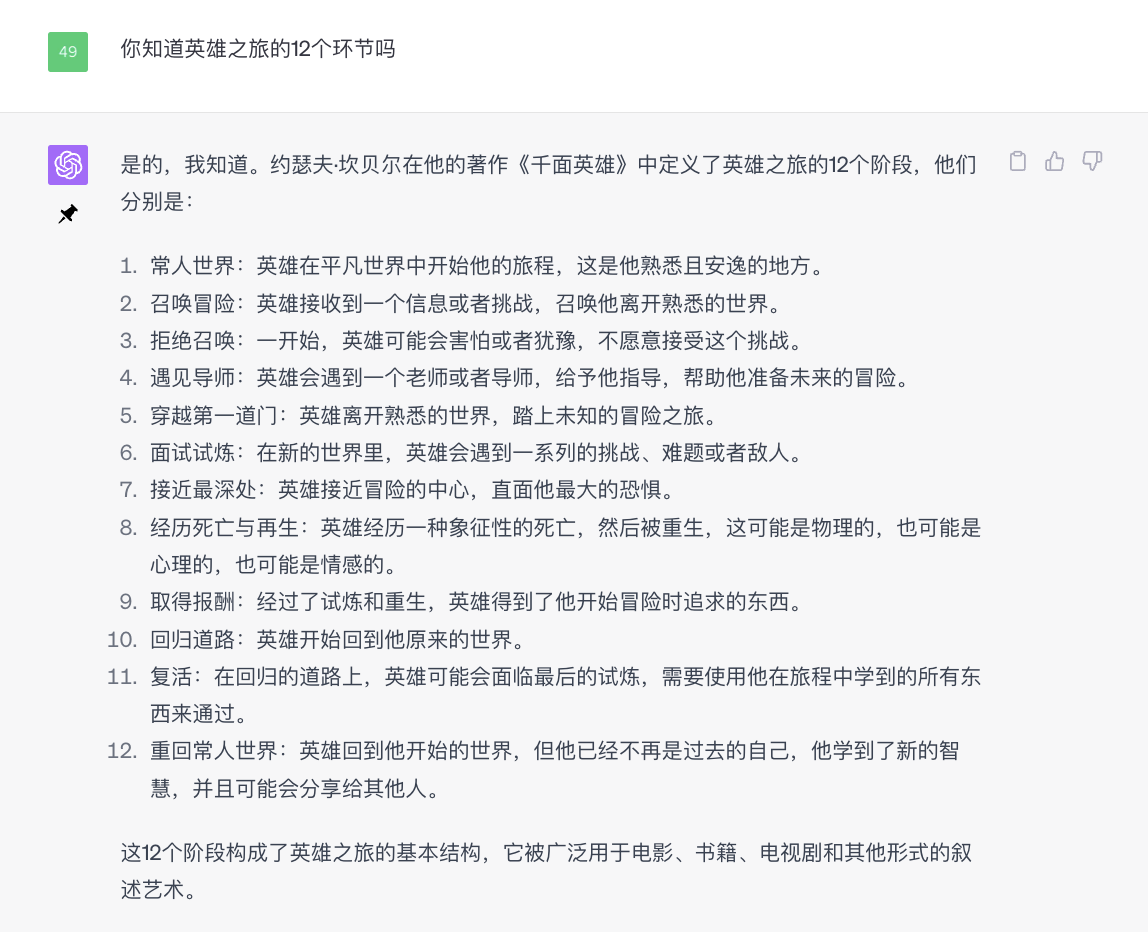 49
你知道英雄之旅的12个环节吗
是的，我知道。约瑟夫·坎贝尔在他的著作《千面英雄》中定义了英雄之旅的12个阶段，他们
分别是：
1. 常人世界：英雄在平凡世界中开始他的旅程，这是他熟悉且安逸的地方。
2. 召唤冒险：英雄接收到一个信息或者挑战，召唤他离开熟悉的世界。
3. 拒绝召唤：一开始，英雄可能会害怕或者犹豫，不愿意接受这个挑战。
4. 遇见导师：英雄会遇到一个老师或者导师，给予他指导，帮助他准备未来的冒险。
5. 穿越第一道门：英雄离开熟悉的世界，踏上未知的冒险之旅。
6. 面试试炼：在新的世界里，英雄会遇到一系列的挑战、难题或者敌人。
7. 接近最深处：英雄接近冒险的中心，直面他最大的恐惧。
8. 经历死亡与再生：英雄经历一种象征性的死亡，然后被重生，这可能是物理的，也可能是
心理的，也可能是情感的。
9. 取得报酬：经过了试炼和重生，英雄得到了他开始冒险时追求的东西。
10. 回归道路：英雄开始回到他原来的世界。
11. 复活：在回归的道路上，英雄可能会面临最后的试炼，需要使用他在旅程中学到的所有东
西来通过。
12. 重回常人世界：英雄回到他开始的世界，但他已经不再是过去的自己，他学到了新的智
慧，并且可能会分享给其他人。
这12个阶段构成了英雄之旅的基本结构，它被广泛用于电影、书籍、电视剧和其他形式的叙
述艺术。